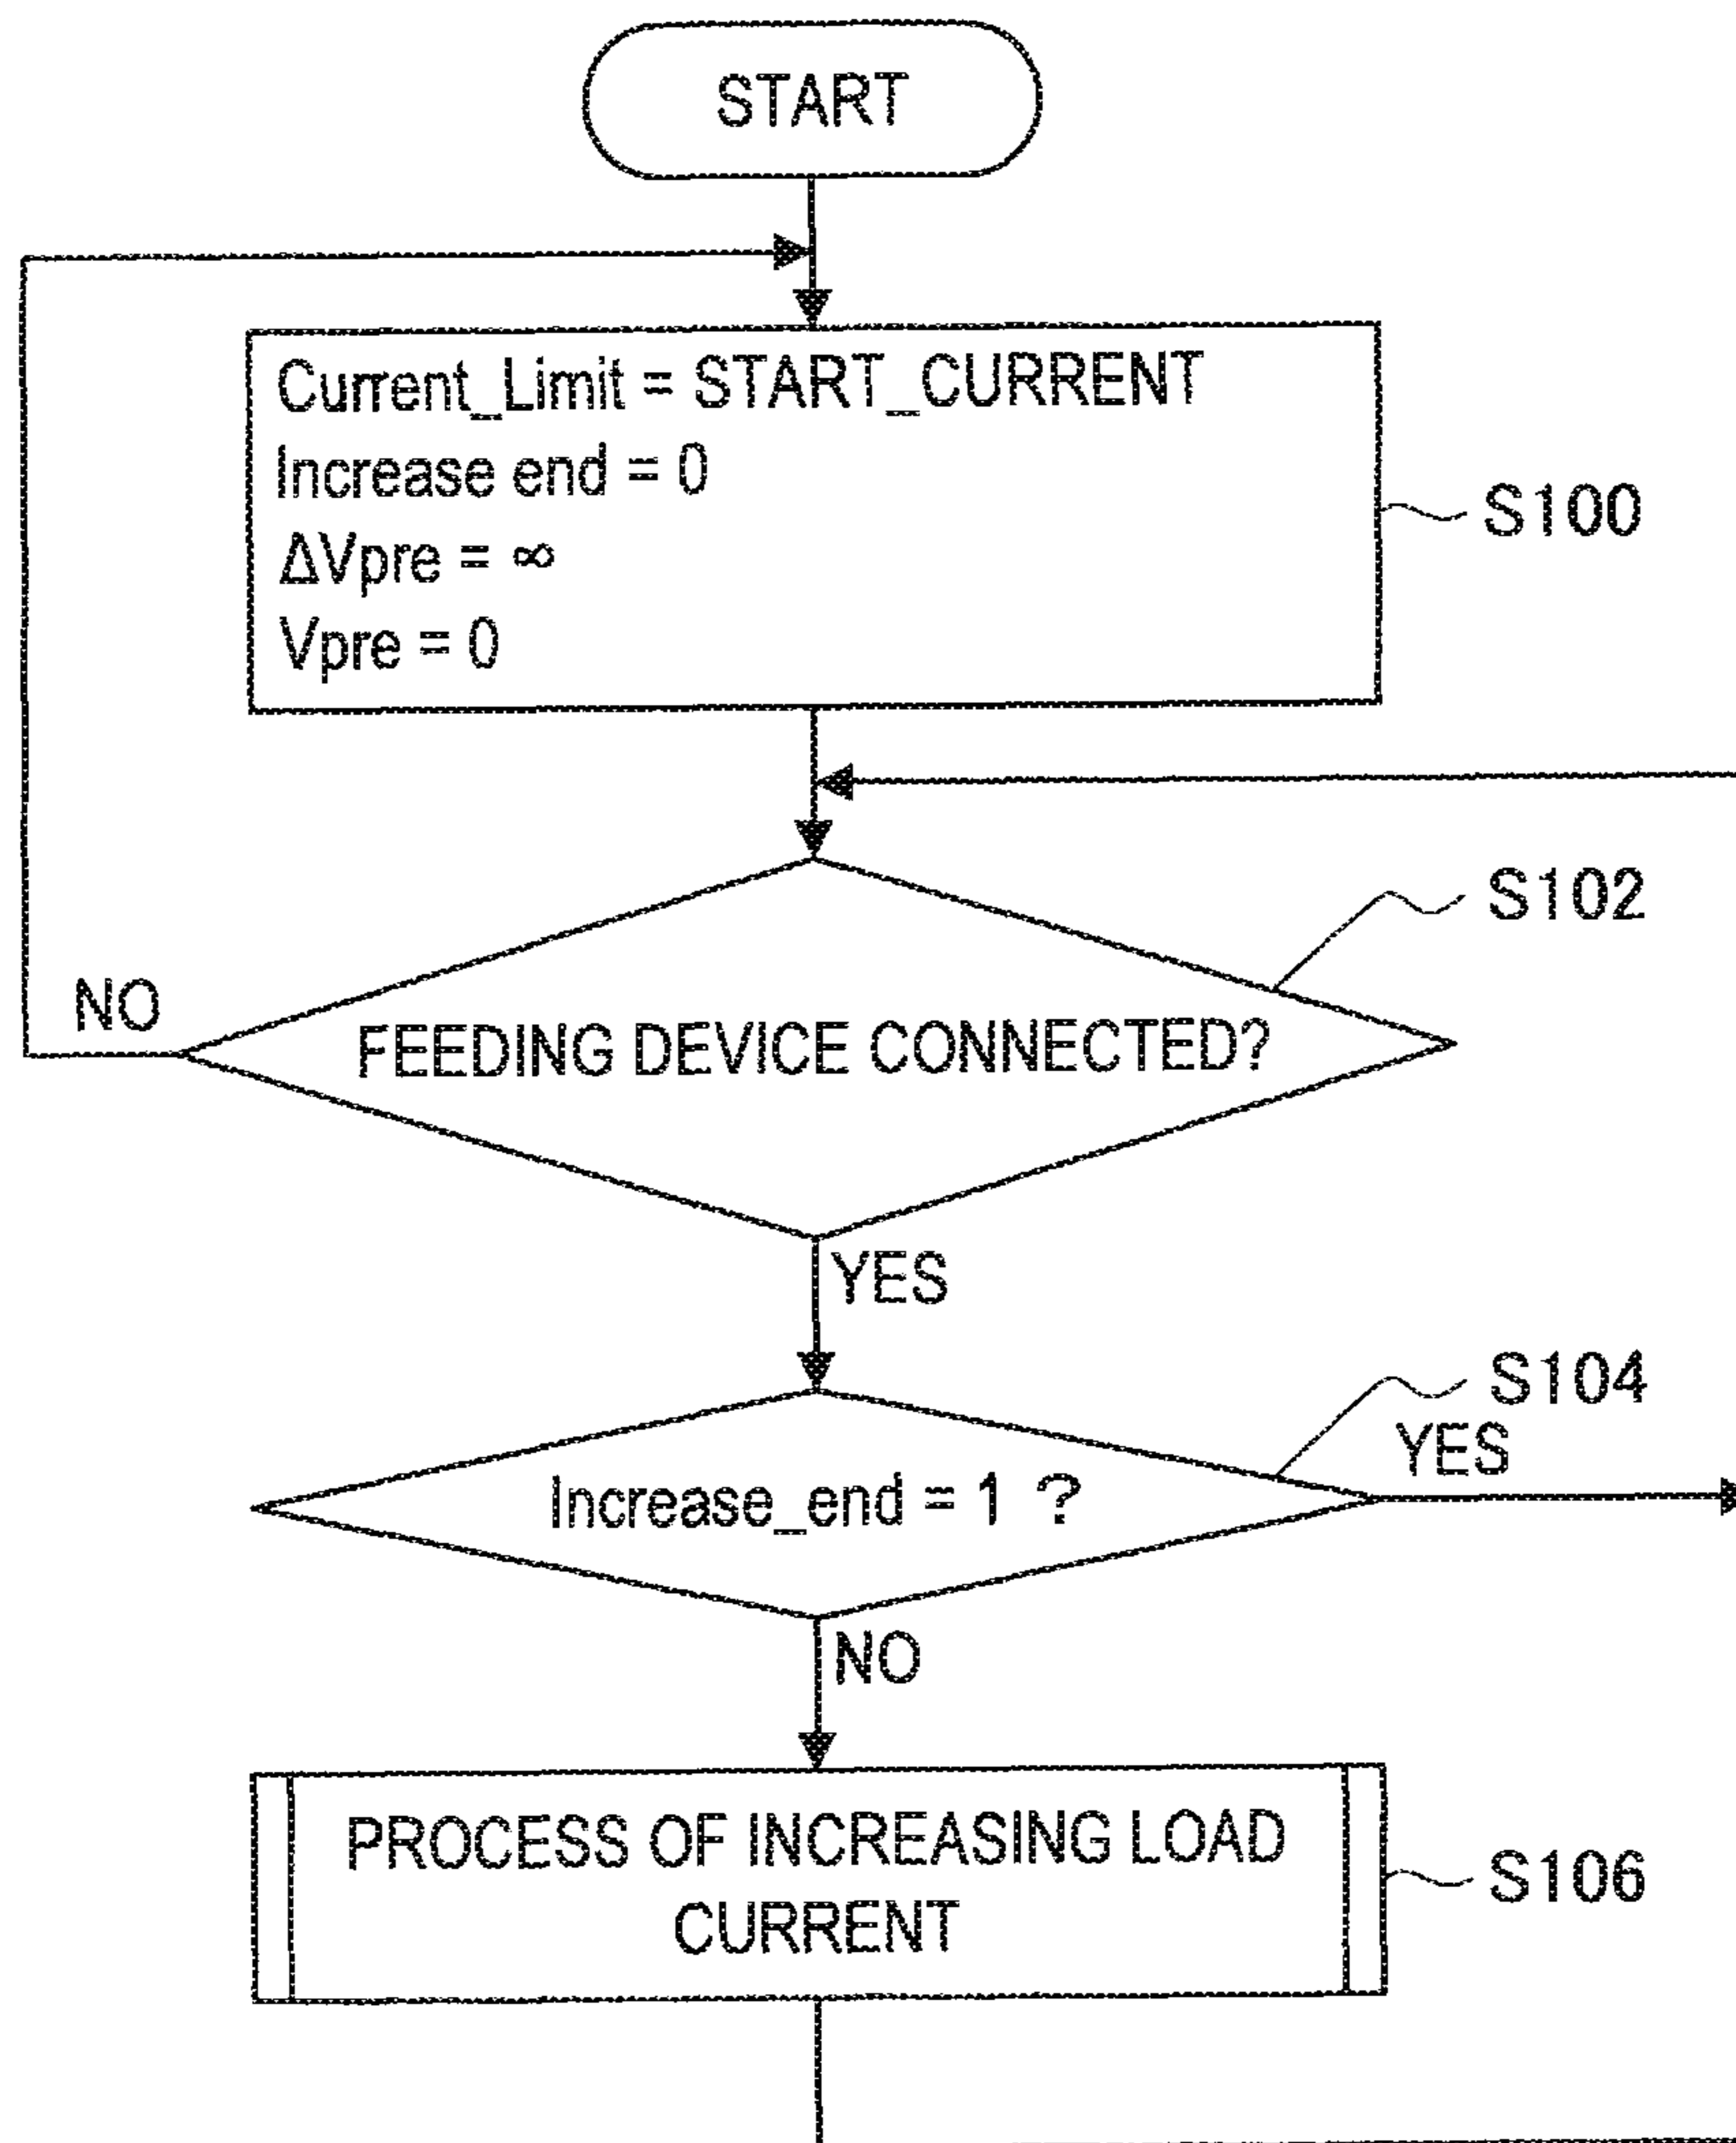 START
Current_Limit = START_CURRENT
Increase end = 0
ΔVpre = ∞
Vpre = 0
S100
S102
NO
FEEDING DEVICE CONNECTED?
YES
S104
YES
Increase_end = 1 ?
NO
PROCESS OF INCREASING LOAD
CURRENT
S106